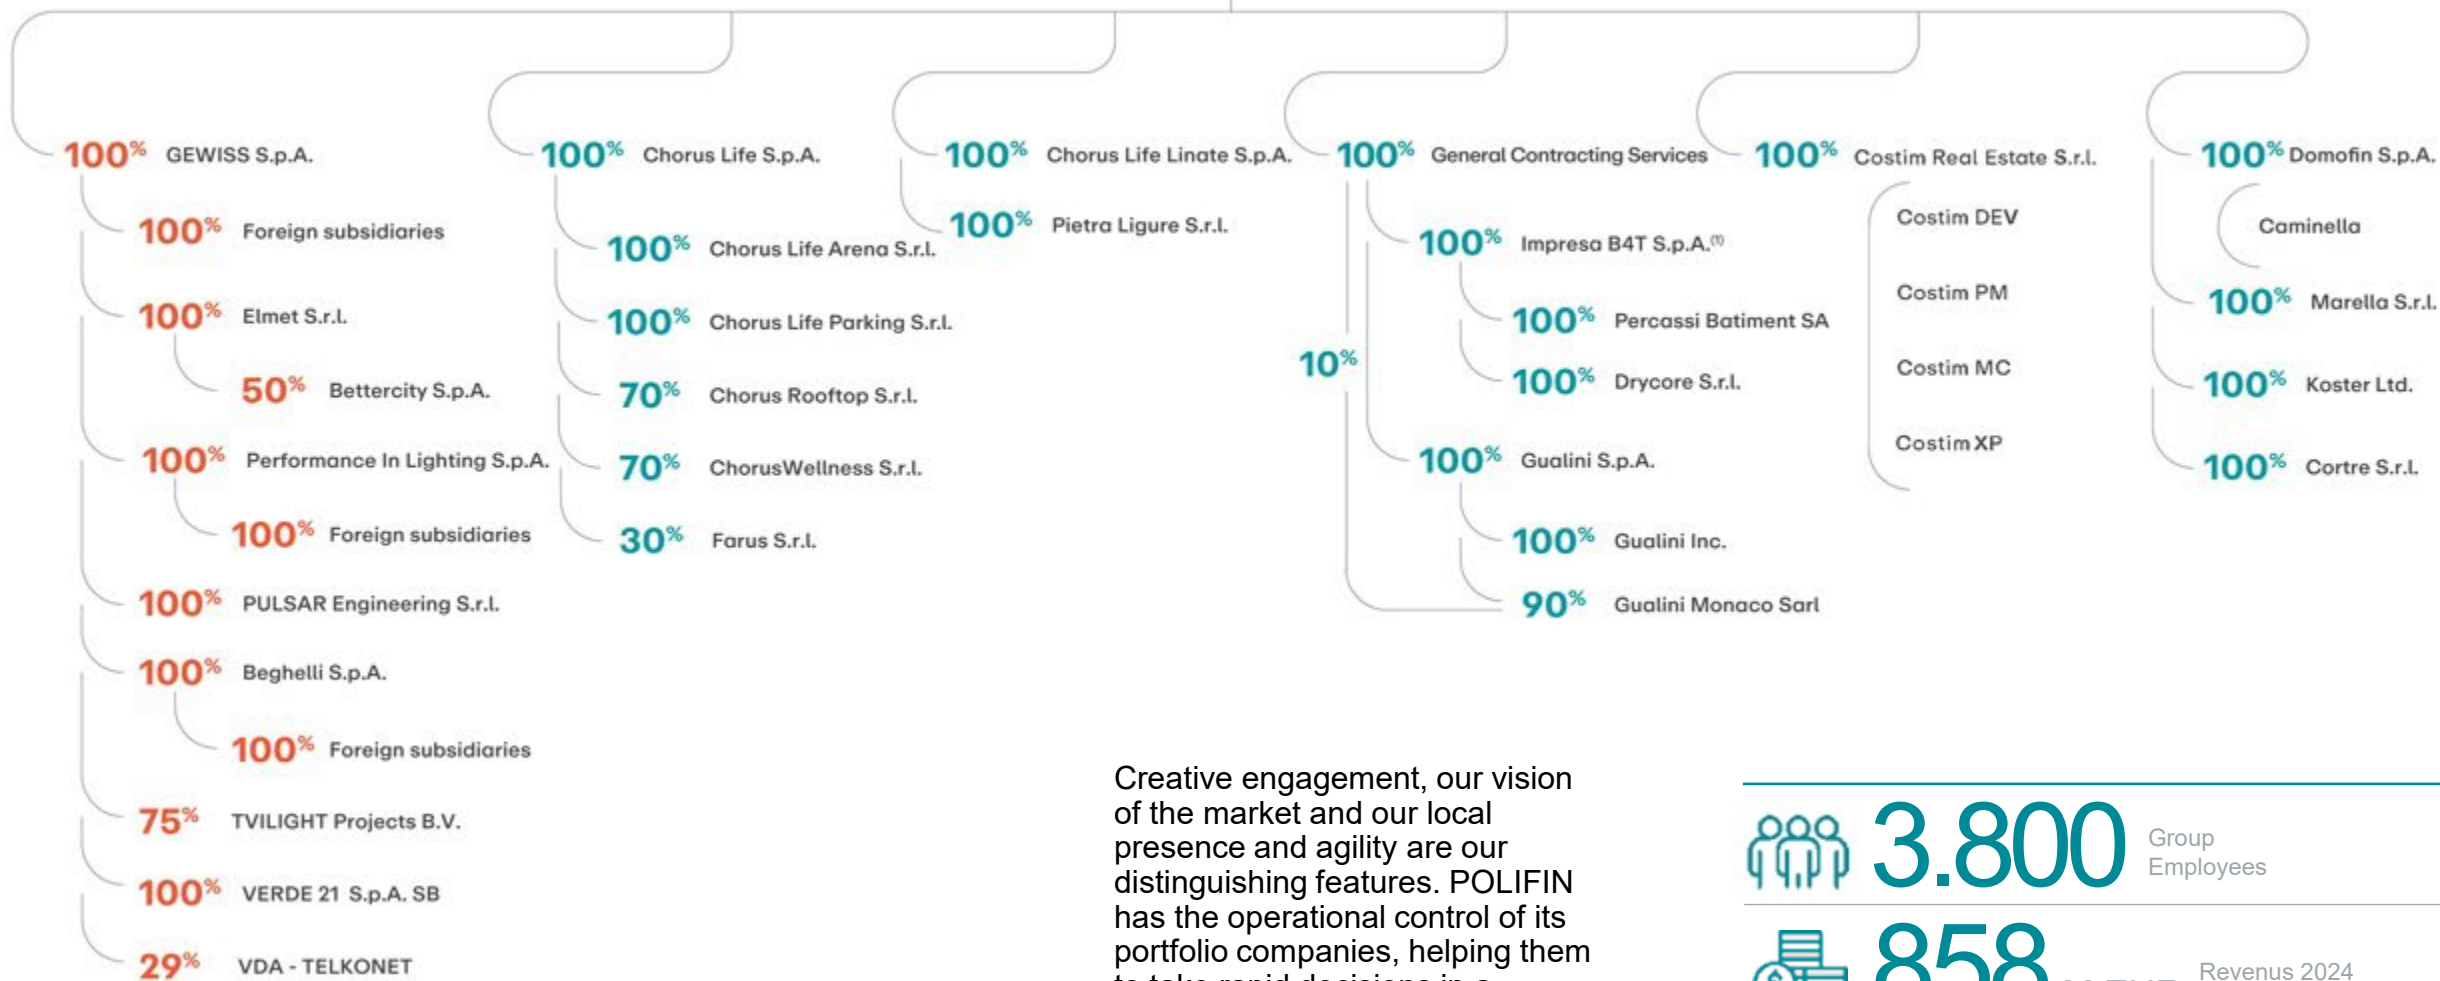 100% GEWISS S.p.A.
100% Foreign subsidiaries
100% Elmet S.r.l.
50% Bettercity S.p.A.
100% Performance In Lighting S.p.A.
100% Foreign subsidiaries
100% PULSAR Engineering S.r.l.
100% Beghelli S.p.A.
100% Foreign subsidiaries
75% TVILIGHT Projects B.V.
100% VERDE 21 S.p.A. SB
29% VDA - TELKONET
100% Chorus Life S.p.A.
100% Chorus Life Arena S.r.l.
100% Chorus Life Parking S.r.l.
70% Chorus Rooftop S.r.l.
70% ChorusWellness S.r.l.
30% Farus S.r.l.
100% Chorus Life Linate S.p.A.
100% Pietra Ligure S.r.l.
100% General Contracting Services
100% Impresa B4T S.p.A.(1)
100% Percassi Batiment SA
100% Drycore S.r.l.
10%
100% Gualini S.p.A.
100% Gualini Inc.
90% Gualini Monaco Sarl
100% Costim Real Estate S.r.l.
Costim DEV
Costim PM
Costim MC
Costim XP
100% Domofin S.p.A.
Caminella
100% Marella S.r.l.
100% Koster Ltd.
100% Cortre S.r.l.
Creative engagement, our vision
of the market and our local
presence and agility are our
distinguishing features. POLIFIN
has the operational control of its
portfolio companies, helping them
to take rapid decisions in a
3.800 Group
Employees
858
Revenus 2024